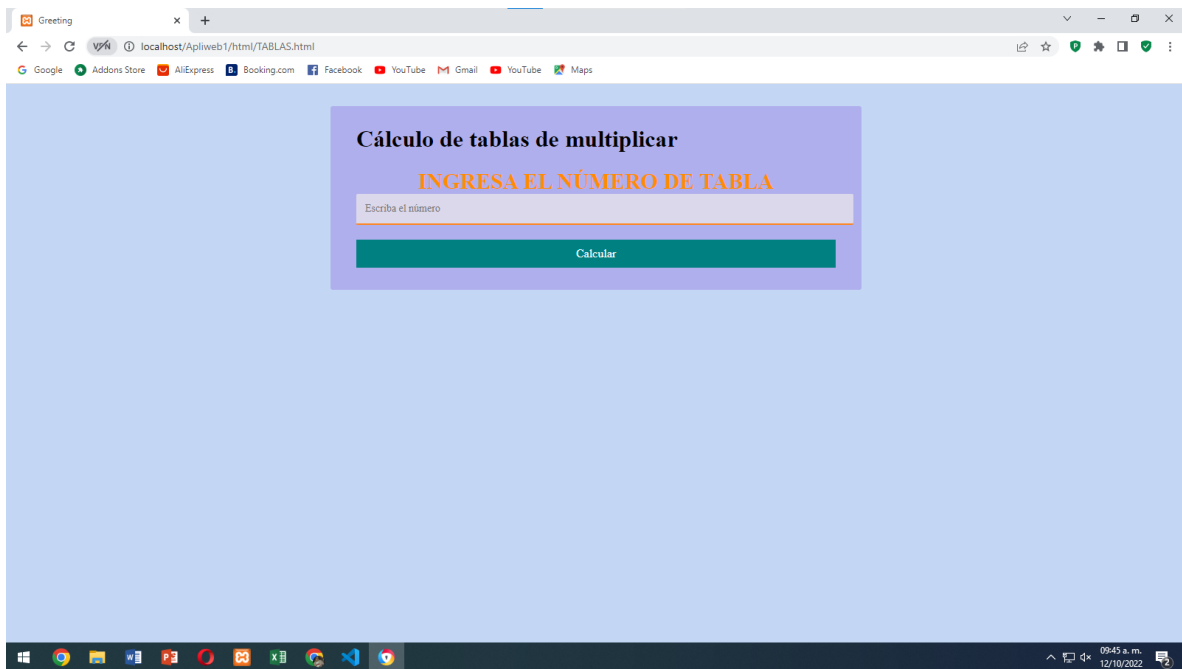 Greeting
localhost/Apliweb1/html/TABLAS.html
Google Addons Store AliExpress Booking.com Facebook YouTube Gmail YouTube Maps
Cálculo de tablas de multiplicar
INGRESA EL NÚMERO DE TABLA
Escriba el número
Calcular
09:45 a. m.
12/10/2022